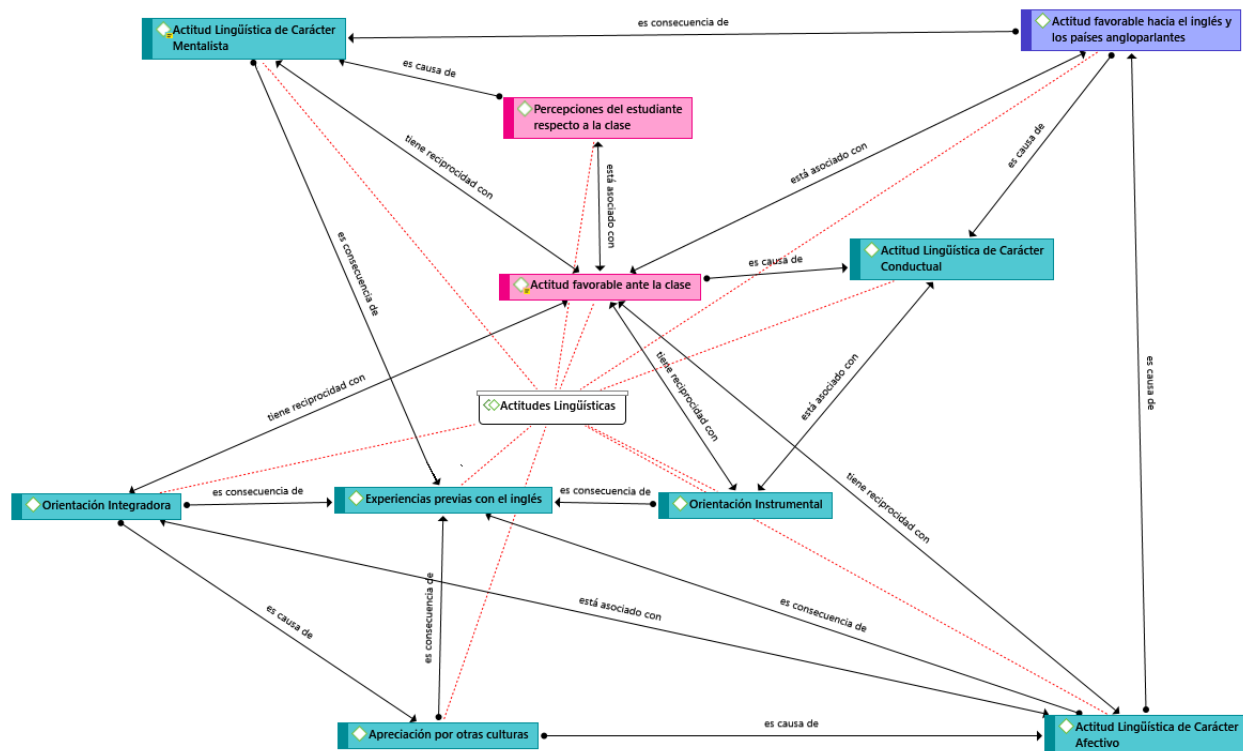 Actitud Lingüística de Carácter
Mentalista
es consecuencia de
Actitud favorable hacia el inglés y
los países angloparlantes
es causa de
Percepciones del estudiante
respecto a la clase
es causa de
tiene reciprocidad con
está asociado con
está asociado con
Actitud Lingüística de Carácter
Conductual
es causa de
es consecuencia de
Actitud favorable ante la clase
es causa de
tiene reciprocidad con
tiene reciprocidad con
está asociado con
Actitudes Lingüísticas
tiene reciprocidad con
Orientación Integradora
es consecuencia de
Experiencias previas con el inglés
es consecuencia de
Orientación Instrumental
es causa de
es consecuencia de
está asociado con
es consecuencia de
Apreciación por otras culturas
es causa de
Actitud Lingüística de Carácter
Afectivo